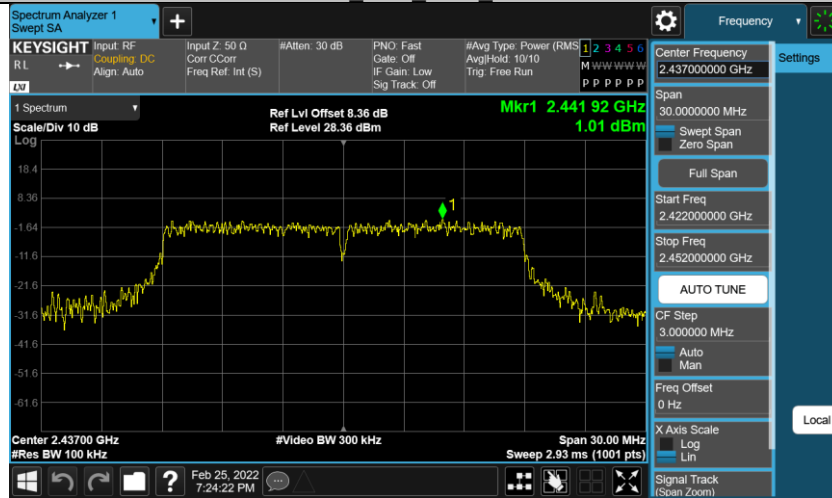 Spectrum Analyzer 1
Swept SA
Frequency
KEYSIGHT
RL
LXI
Input: RF
Coupling: DC
Align: Auto
Input Z: 50 Ω
Corr CCorr
Freq Ref: Int (S)
#Atten: 30 dB
PNO: Fast
Gate: Off
IF Gain: Low
Sig Track: Off
#Avg Type: Power (RMS
Avg|Hold: 10/10
Trig: Free Run
1 2 3 4 5 6
M W W W W W
P P P P P P
1 Spectrum
Scale/Div 10 dB
Log
Ref Lvl Offset 8.36 dB
Ref Level 28.36 dBm
Mkr1 2.441 92 GHz
1.01 dBm
18.4
8.36
-1.64
-11.6
-21.6
-31.6
-41.6
-51.6
-61.6
1
Center 2.43700 GHz
#Res BW 100 kHz
#Video BW 300 kHz
Span 30.00 MHz
Sweep 2.93 ms (1001 pts)
Feb 25, 2022
7:24:22 PM
Center Frequency
2.437000000 GHz
Span
30.0000000 MHz
Swept Span
Zero Span
Full Span
Start Freq
2.422000000 GHz
Stop Freq
2.452000000 GHz
AUTO TUNE
CF Step
3.000000 MHz
Auto
Man
Freq Offset
0 Hz
X Axis Scale
Log
Lin
Signal Track
(Span Zoom)
Settings
Local